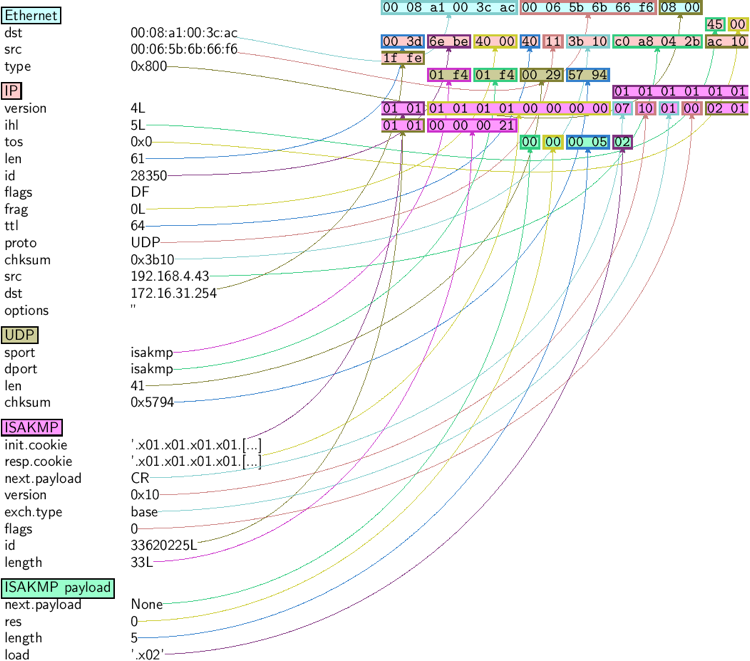 Ethernet
dst 00:08:a1:00:3c:ac
src 00:06:5b:6b:66:f6
type 0x800
IP
version 4L
ihl 5L
tos 0x0
len 61
id 28350
flags DF
frag 0L
ttl 64
proto UDP
chksum 0x3b10
src 192.168.4.43
dst 172.16.31.254
options ''
UDP
sport isakmp
dport isakmp
len 41
chksum 0x5794
ISAKMP
init.cookie '.x01.x01.x01.x01.[...]
resp.cookie '.x01.x01.x01.x01.[...]
next.payload CR
version 0x10
exch.type base
flags 0
id 33620225L
length 33L
ISAKMP payload
next.payload None
res 0
length 5
load '.x02'
00 08 a1 00 3c ac 00 06 5b 6b 66 f6 08 00
45 00
00 3d 6e be 40 00 40 11 3b 10 c0 a8 04 2b ac 10
1f fe
01 f4 01 f4 00 29 57 94
01 01 01 01 01 01
01 01 01 01 01 01 00 00 00 00 07 10 01 00 02 01
01 01 00 00 00 21
00 00 00 05 02